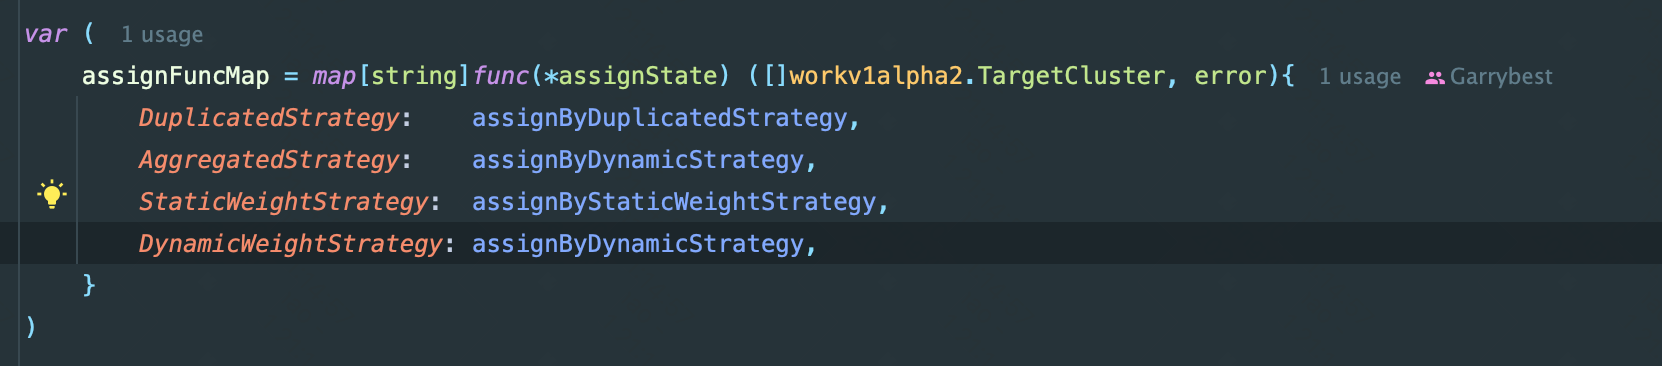 var (  1 usage
    assignFuncMap = map[string]func(*assignState) ([]workv1alpha2.TargetCluster, error){  1 usage  Garrybest
        DuplicatedStrategy:    assignByDuplicatedStrategy,
        AggregatedStrategy:    assignByDynamicStrategy,
        StaticWeightStrategy:  assignByStaticWeightStrategy,
        DynamicWeightStrategy: assignByDynamicStrategy,
    }
)